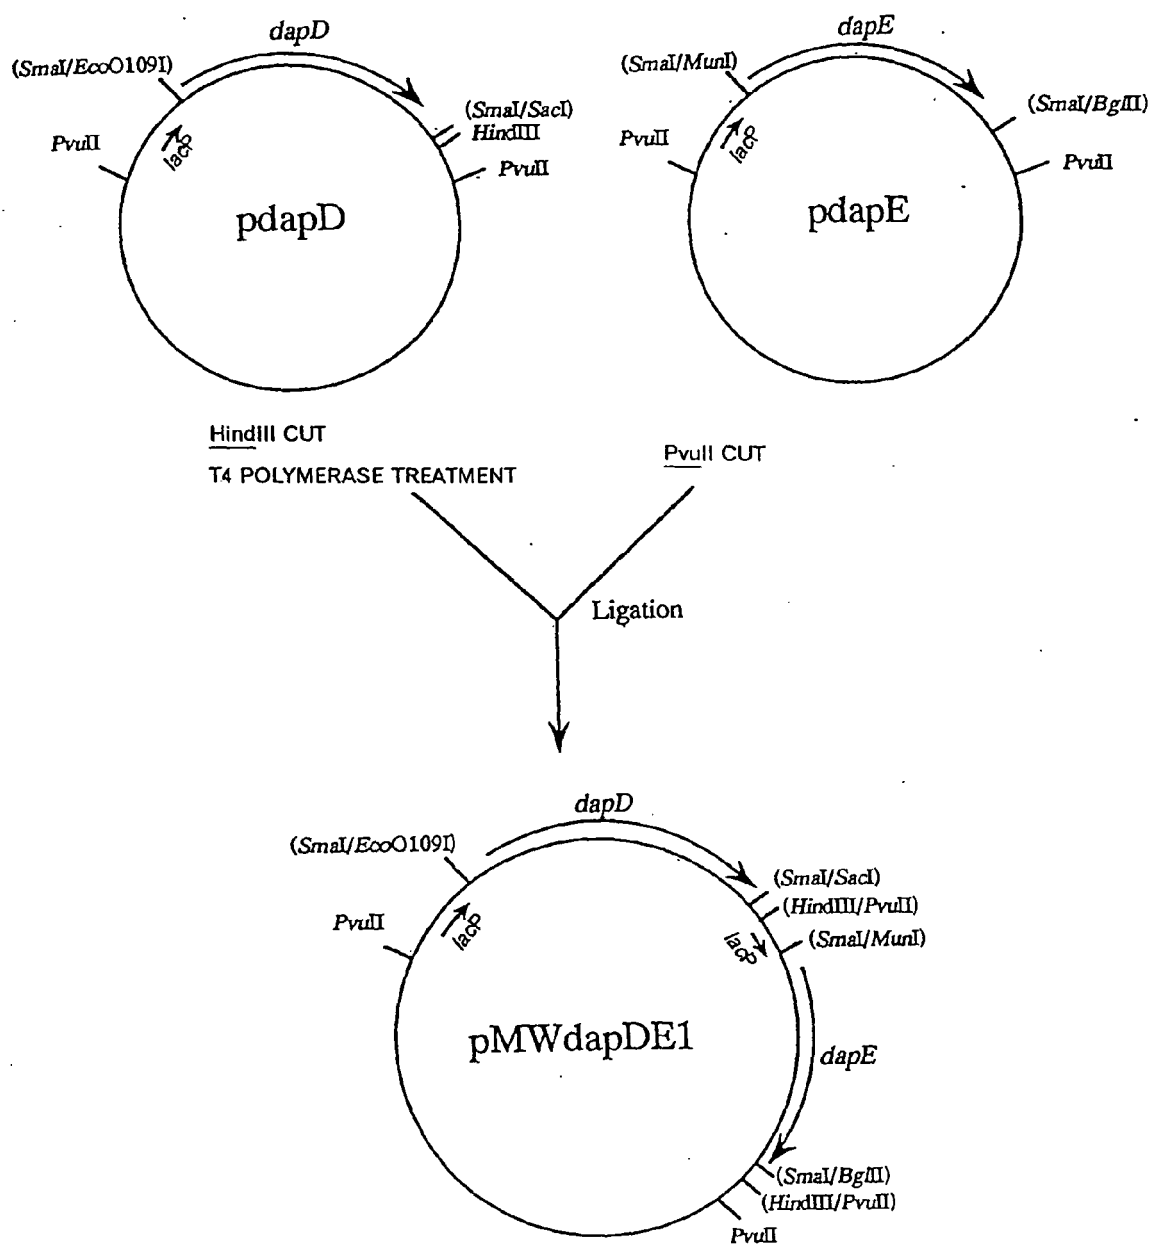 dapD
(SmaI/EcoO109I)
(SmaI/SacI)
HindIII
PvuII
lacP
PvuII
pdapD
dapE
(SmaI/MunI)
(SmaI/BglII)
PvuII
lacP
PvuII
pdapE
HindIII CUT
T4 POLYMERASE TREATMENT
PvuII CUT
Ligation
dapD
(SmaI/EcoO109I)
(SmaI/SacI)
(HindIII/PvuII)
PvuII
lacP
lacP
(SmaI/MunI)
pMWdapDE1
dapE
(SmaI/BglII)
(HindIII/PvuII)
PvuII